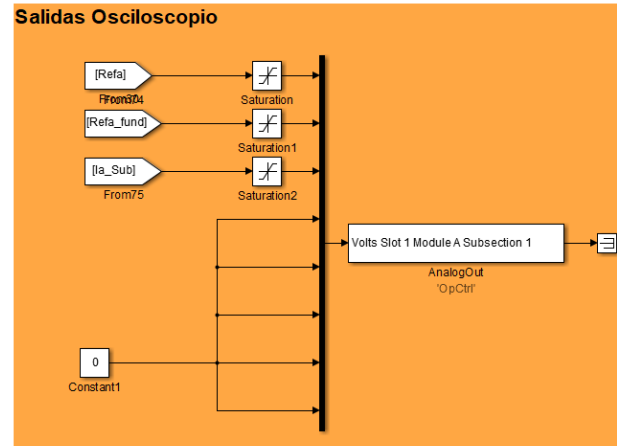 Salidas Osciloscopio
[Refa]
From74
Saturation
[Refa_fund]
Saturation1
[Ia_Sub]
From75
Saturation2
Volts Slot 1 Module A Subsection 1
AnalogOut
'OpCtrl'
0
Constant1